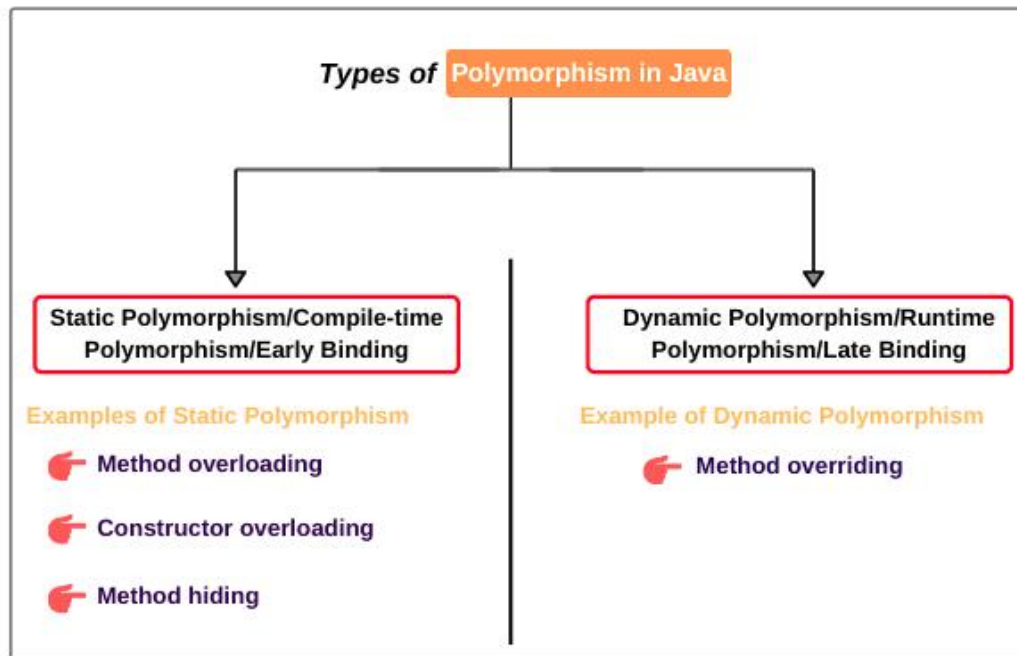 Types of Polymorphism in Java
Static Polymorphism/Compile-time
Polymorphism/Early Binding
Examples of Static Polymorphism
Method overloading
Constructor overloading
Method hiding
Dynamic Polymorphism/Runtime
Polymorphism/Late Binding
Example of Dynamic Polymorphism
Method overriding